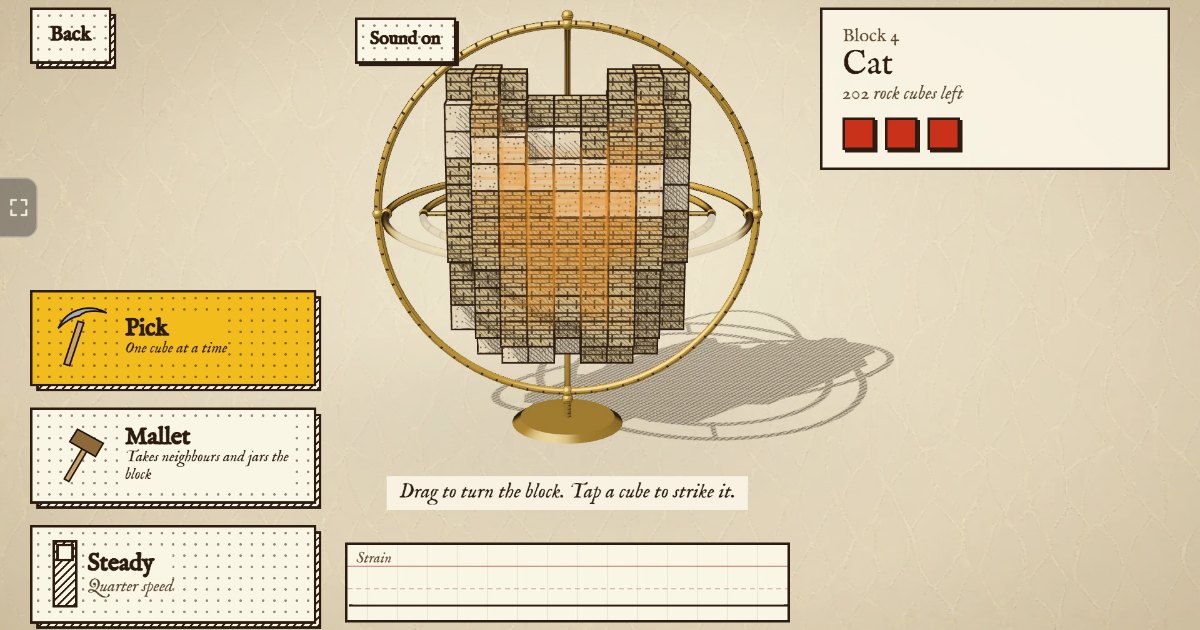 Back
Sound on
Block 4
Cat
202 rock cubes left
Pick
One cube at a time
Mallet
Takes neighbours and jars the
block
Steady
Quarter speed
Drag to turn the block. Tap a cube to strike it.
Strain